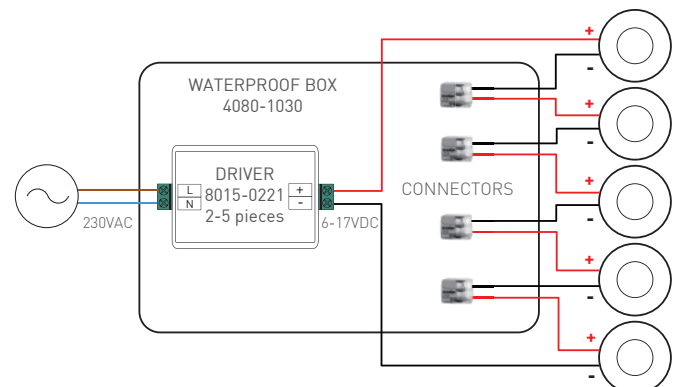 WATERPROOF BOX
4080-1030
DRIVER
8015-0221
2-5 pieces
L
N
+
-
230VAC
6-17VDC
CONNECTORS
+
-
+
-
+
-
+
-
+
-